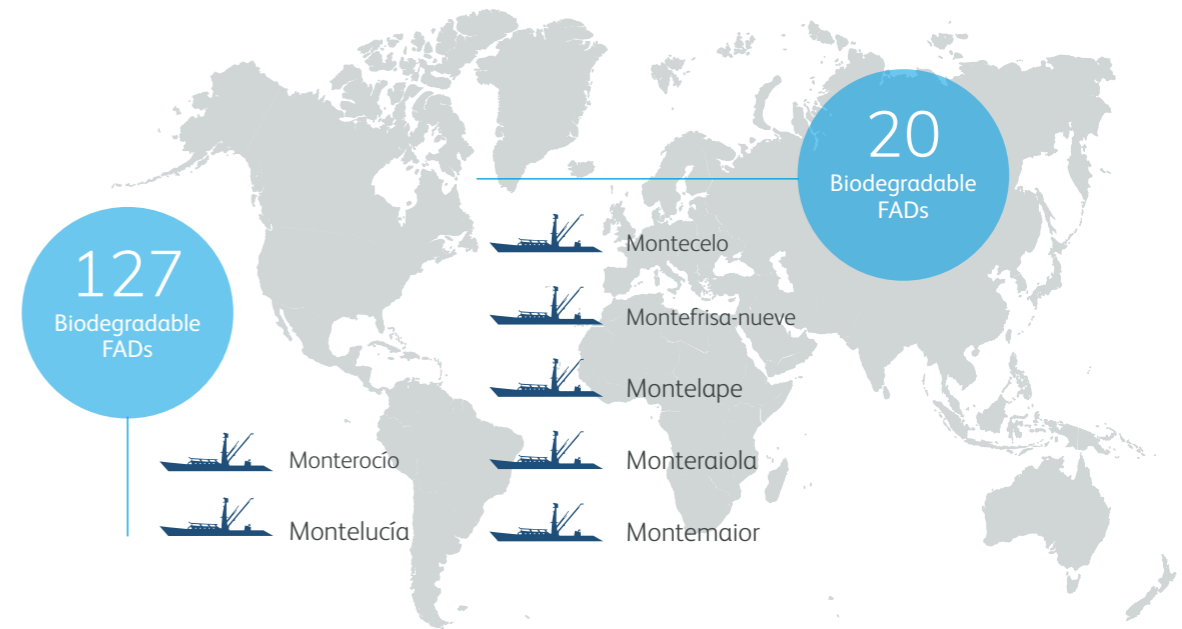 20
Biodegradable
FADs
Montecelo
127
Biodegradable
FADs
Montefrisa-nueve
Montelape
Monterocío
Monteraiola
Montelucía
Montemaior